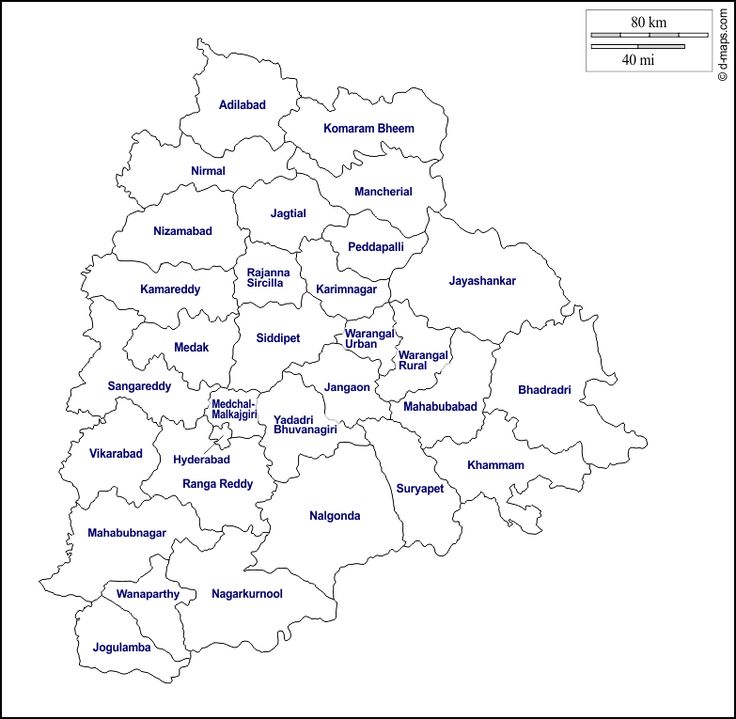 80 km
40 mi
© d-maps.com
Adilabad
Komaram Bheem
Nirmal
Mancherial
Jagtial
Nizamabad
Peddapalli
Rajanna
Sircilla
Kamareddy
Karimnagar
Jayashankar
Siddipet
Warangal
Urban
Medak
Warangal
Rural
Sangareddy
Jangaon
Bhadradri
Medchal-
Malkajgiri
Mahabubabad
Yadadri
Bhuvanagiri
Vikarabad
Hyderabad
Khammam
Ranga Reddy
Suryapet
Nalgonda
Mahabubnagar
Wanaparthy
Nagarkurnool
Jogulamba